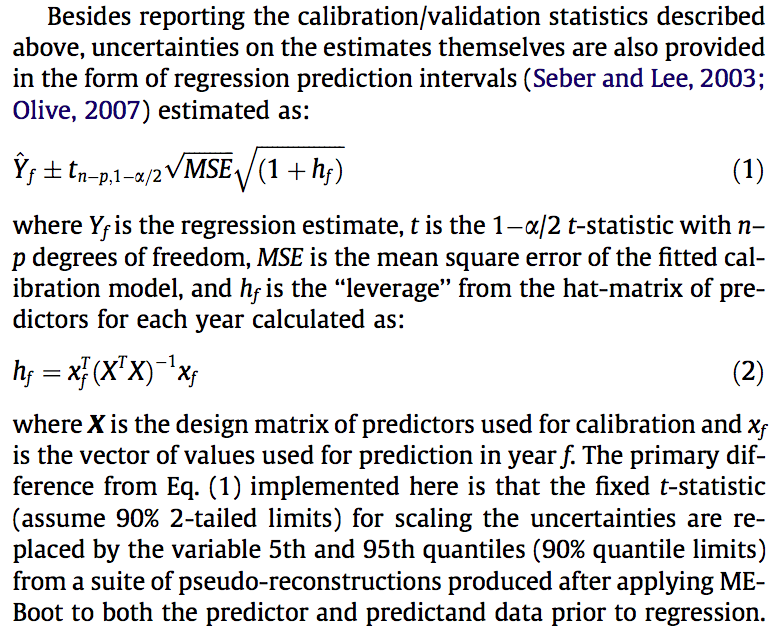 Besides reporting the calibration/validation statistics described
above, uncertainties on the estimates themselves are also provided
in the form of regression prediction intervals (Seber and Lee, 2003;
Olive, 2007) estimated as:
Ŷf ± tn−p,1−α/2√MSE√(1 + hf) (1)
where Yf is the regression estimate, t is the 1−α/2 t-statistic with n–
p degrees of freedom, MSE is the mean square error of the fitted cal-
ibration model, and hf is the “leverage” from the hat-matrix of pre-
dictors for each year calculated as:
hf = xfT(XTX)−1xf (2)
where X is the design matrix of predictors used for calibration and xf
is the vector of values used for prediction in year f. The primary dif-
ference from Eq. (1) implemented here is that the fixed t-statistic
(assume 90% 2-tailed limits) for scaling the uncertainties are re-
placed by the variable 5th and 95th quantiles (90% quantile limits)
from a suite of pseudo-reconstructions produced after applying ME-
Boot to both the predictor and predictand data prior to regression.